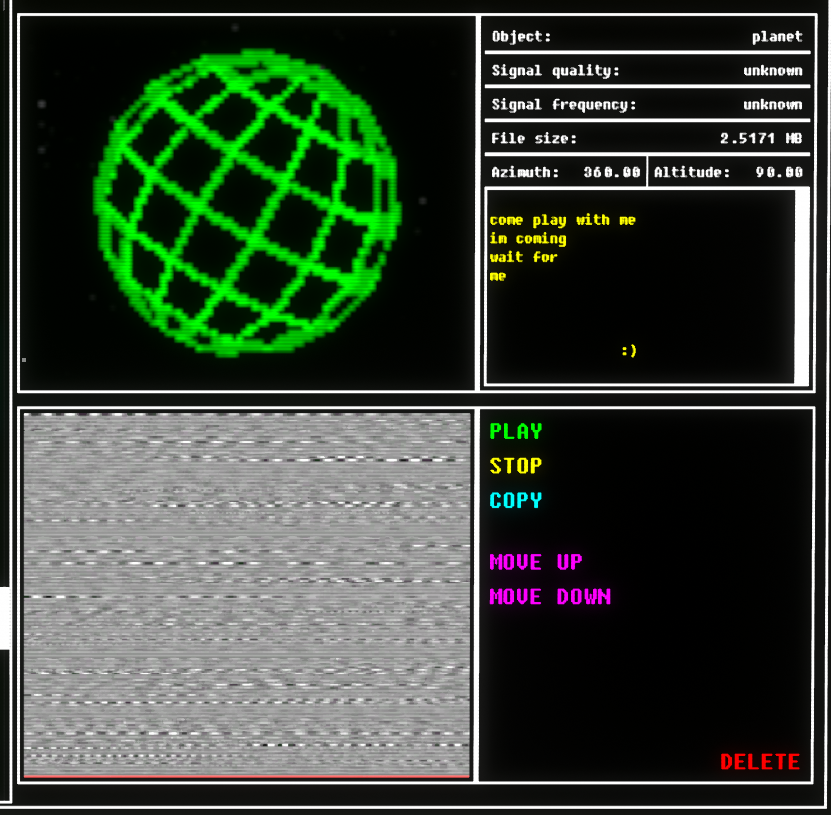 Object: planet
Signal quality: unknown
Signal frequency: unknown
File size: 2.5171 MB
Azimuth: 360.00 Altitude: 90.00
come play with me
im coming
wait for
me
:)
PLAY
STOP
COPY
MOVE UP
MOVE DOWN
DELETE